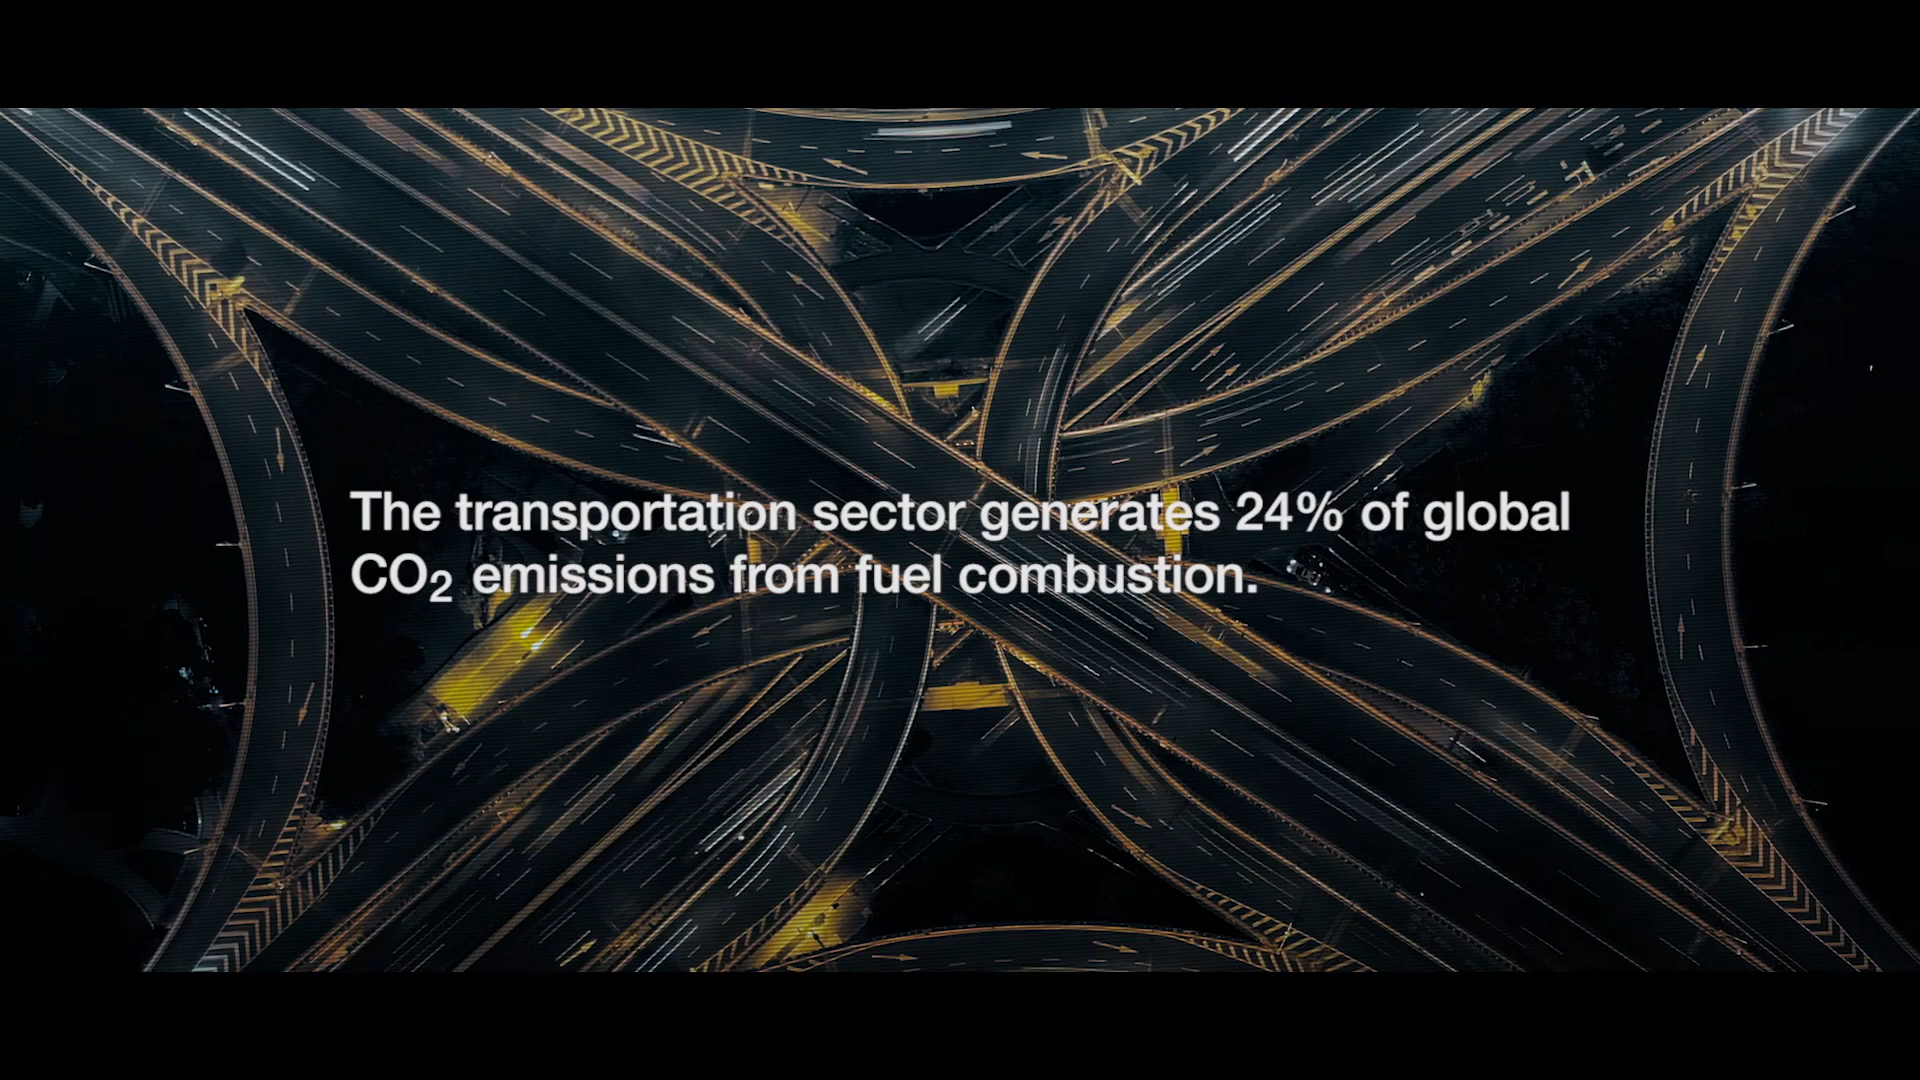 The transportation sector generates 24% of global
CO₂ emissions from fuel combustion.